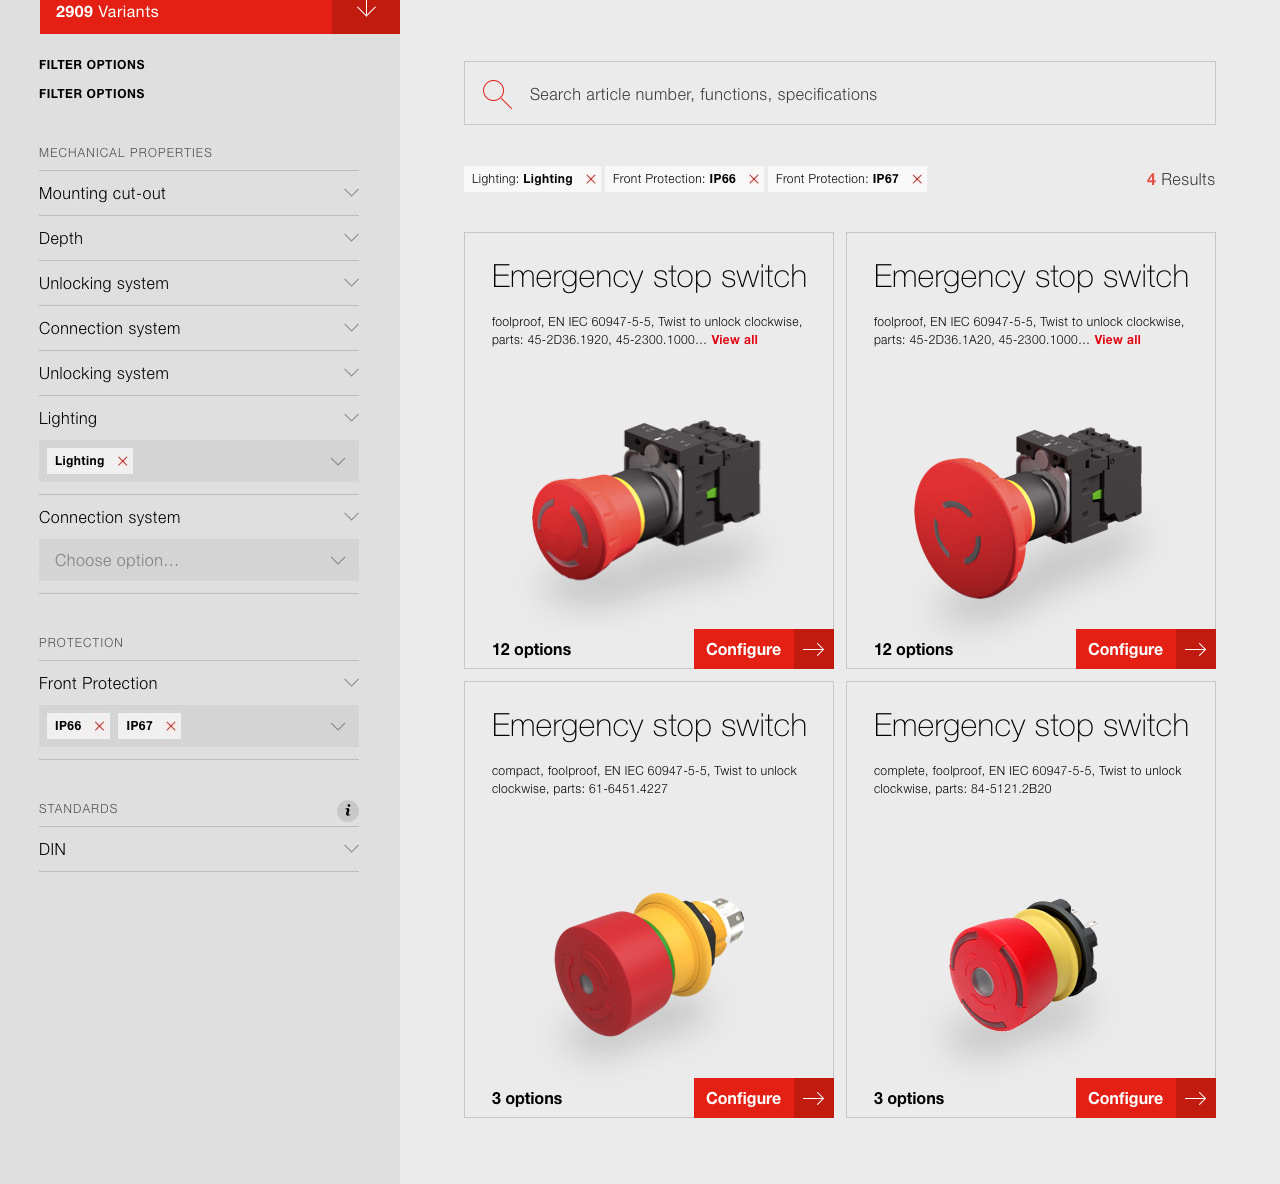 2909 Variants
FILTER OPTIONS
FILTER OPTIONS
MECHANICAL PROPERTIES
Mounting cut-out
Depth
Unlocking system
Connection system
Unlocking system
Lighting
Lighting
Connection system
Choose option...
PROTECTION
Front Protection
IP66 IP67
STANDARDS i
DIN
Search article number, functions, specifications
Lighting: Lighting Front Protection: IP66 Front Protection: IP67 4 Results
Emergency stop switch
foolproof, EN IEC 60947-5-5, Twist to unlock clockwise,
parts: 45-2D36.1920, 45-2300.1000... View all
12 options Configure
Emergency stop switch
foolproof, EN IEC 60947-5-5, Twist to unlock clockwise,
parts: 45-2D36.1A20, 45-2300.1000... View all
12 options Configure
Emergency stop switch
compact, foolproof, EN IEC 60947-5-5, Twist to unlock
clockwise, parts: 61-6451.4227
3 options Configure
Emergency stop switch
complete, foolproof, EN IEC 60947-5-5, Twist to unlock
clockwise, parts: 84-5121.2B20
3 options Configure